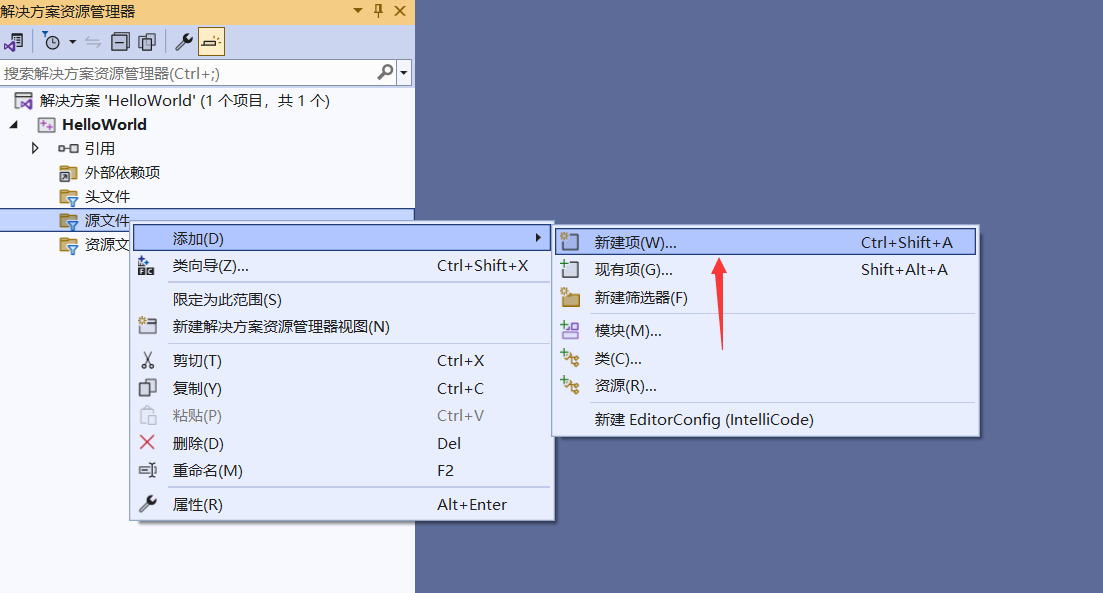 解决方案资源管理器
搜索解决方案资源管理器(Ctrl+;)
解决方案 'HelloWorld' (1 个项目，共 1 个)
HelloWorld
引用
外部依赖项
头文件
源文件
资源文
添加(D)
类向导(Z)... Ctrl+Shift+X
限定为此范围(S)
新建解决方案资源管理器视图(N)
剪切(T) Ctrl+X
复制(Y) Ctrl+C
粘贴(P) Ctrl+V
删除(D) Del
重命名(M) F2
属性(R) Alt+Enter
新建项(W)... Ctrl+Shift+A
现有项(G)... Shift+Alt+A
新建筛选器(F)
模块(M)...
类(C)...
资源(R)...
新建 EditorConfig (IntelliCode)